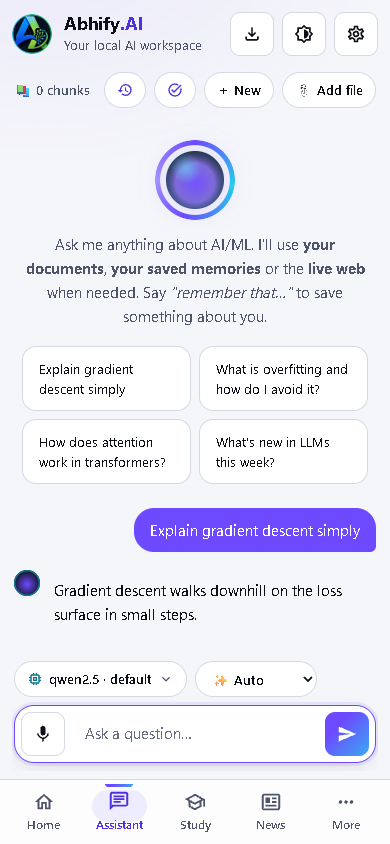 Abhify.AI
Your local AI workspace
0 chunks
+ New
Add file
Ask me anything about AI/ML. I'll use your
documents, your saved memories or the live web
when needed. Say "remember that…" to save
something about you.
Explain gradient
descent simply
What is overfitting and
how do I avoid it?
How does attention
work in transformers?
What's new in LLMs
this week?
Explain gradient descent simply
Gradient descent walks downhill on the loss
surface in small steps.
qwen2.5 · default
Auto
Ask a question...
Home
Assistant
Study
News
More